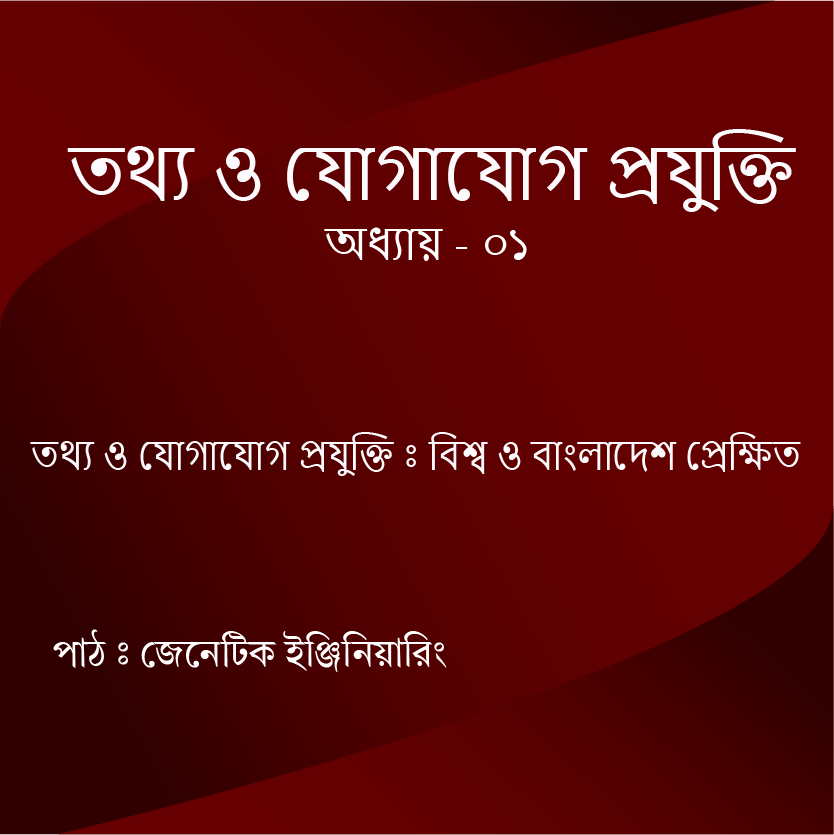 তথ্য ও যোগাযোগ প্রযুক্তি
অধ্যায় - ০১
তথ্য ও যোগাযোগ প্রযুক্তি ঃ বিশ্ব ও বাংলাদেশ প্রেক্ষিত
পাঠ ঃ জেনেটিক ইঞ্জিনিয়ারিং